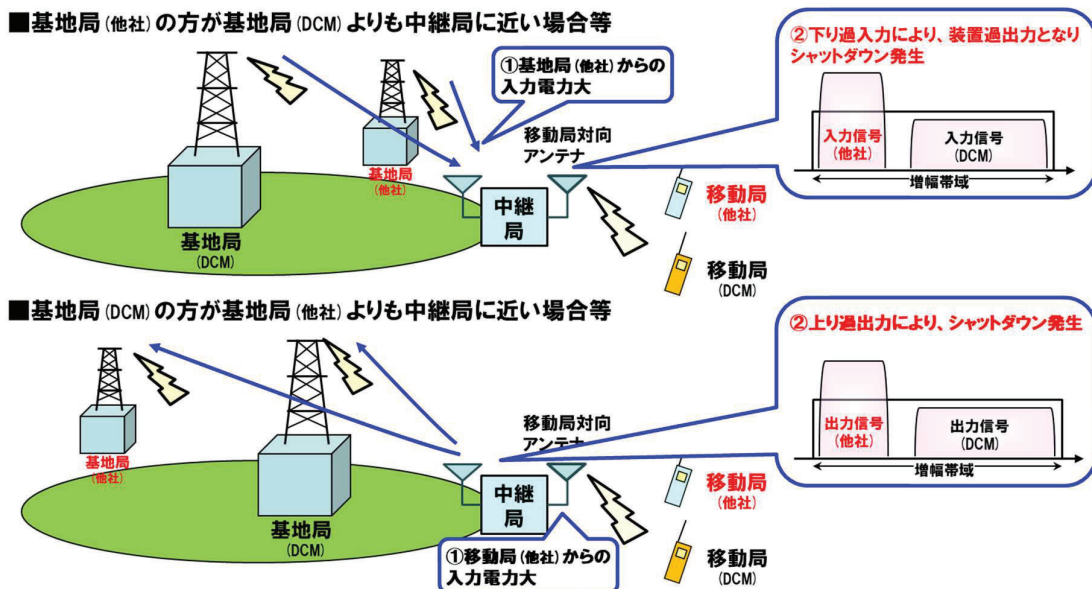 ■基地局(他社)の方が基地局(DCM)よりも中継局に近い場合等
②下り過入力により、装置過出力となり
シャットダウン発生
①基地局(他社)からの
入力電力大
移動局対向
アンテナ
入力信号
(他社)
入力信号
(DCM)
増幅帯域
基地局
(他社)
中継
局
移動局
(他社)
基地局
(DCM)
移動局
(DCM)
■基地局(DCM)の方が基地局(他社)よりも中継局に近い場合等
②上り過出力により、シャットダウン発生
移動局対向
アンテナ
出力信号
(他社)
出力信号
(DCM)
増幅帯域
基地局
(他社)
中継
局
移動局
(他社)
基地局
(DCM)
①移動局(他社)からの
入力電力大
移動局
(DCM)